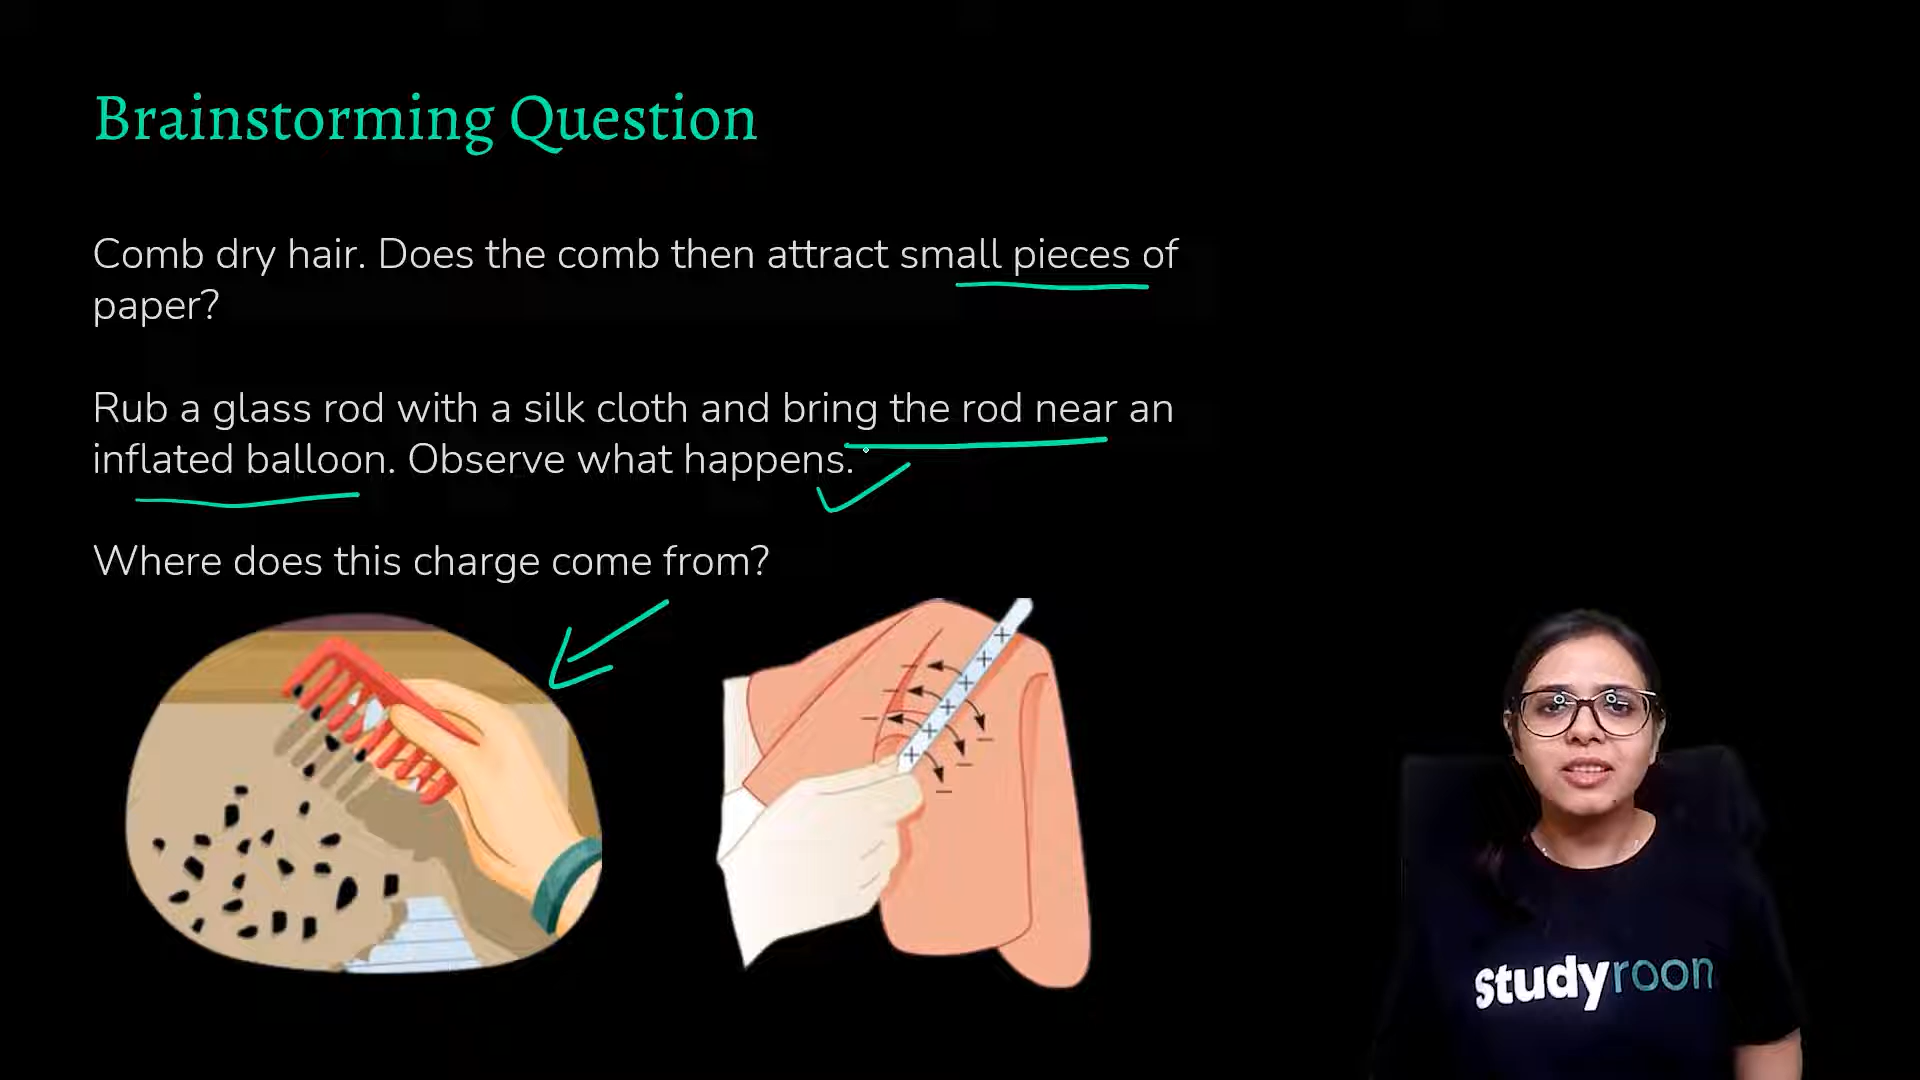 Brainstorming Question
Comb dry hair. Does the comb then attract small pieces of
paper?
Rub a glass rod with a silk cloth and bring the rod near an
inflated balloon. Observe what happens.
Where does this charge come from?
studyroom